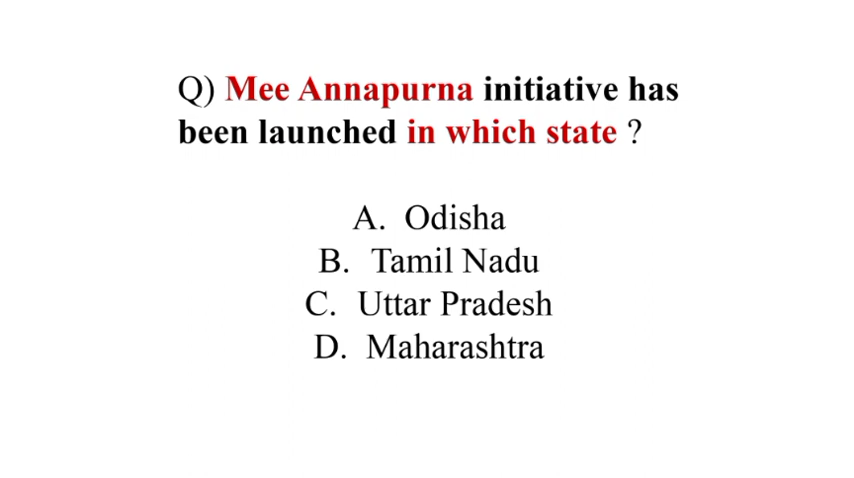 Q) Mee Annapurna initiative has
been launched in which state ?
A. Odisha
B. Tamil Nadu
C. Uttar Pradesh
D. Maharashtra